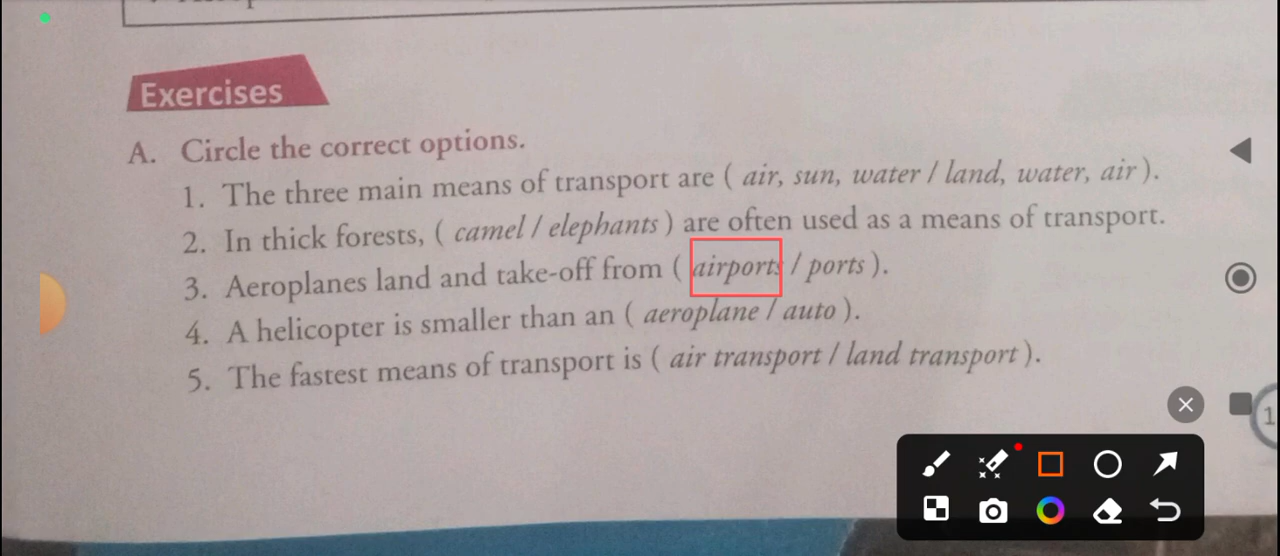 Exercises
A. Circle the correct options.
1. The three main means of transport are ( air, sun, water / land, water, air ).
2. In thick forests, ( camel / elephants ) are often used as a means of transport.
3. Aeroplanes land and take-off from ( airports / ports ).
4. A helicopter is smaller than an ( aeroplane / auto ).
5. The fastest means of transport is ( air transport / land transport ).